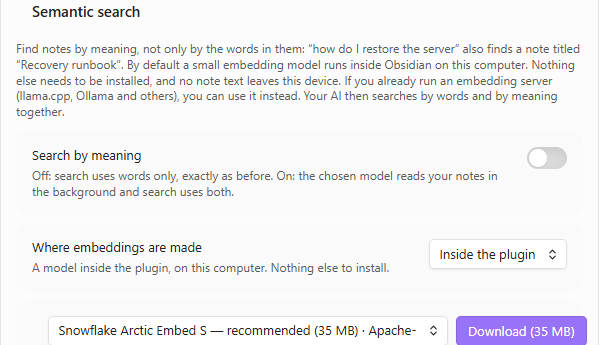 Semantic search
Find notes by meaning, not only by the words in them: “how do I restore the server” also finds a note titled
“Recovery runbook”. By default a small embedding model runs inside Obsidian on this computer. Nothing
else needs to be installed, and no note text leaves this device. If you already run an embedding server
(llama.cpp, Ollama and others), you can use it instead. Your AI then searches by words and by meaning
together.
Search by meaning
Off: search uses words only, exactly as before. On: the chosen model reads your notes in
the background and search uses both.
Where embeddings are made
A model inside the plugin, on this computer. Nothing else to install.
Inside the plugin
Snowflake Arctic Embed S — recommended (35 MB) · Apache-
Download (35 MB)